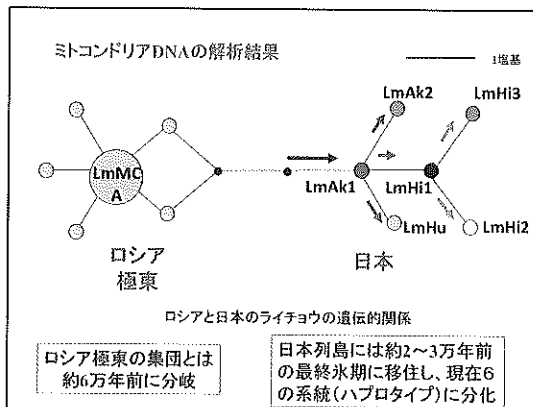 ミトコンドリアDNAの解析結果
1塩基
LmAk2
LmHi3
LmMC
A
LmAk1
LmHi1
LmHu
LmHi2
ロシア
極東
日本
ロシアと日本のライチョウの遺伝的関係
ロシア極東の集団とは
約6万年前に分岐
日本列島には約2～3万年前
の最終氷期に移住し、現在6
の系統(ハプロタイプ)に分化